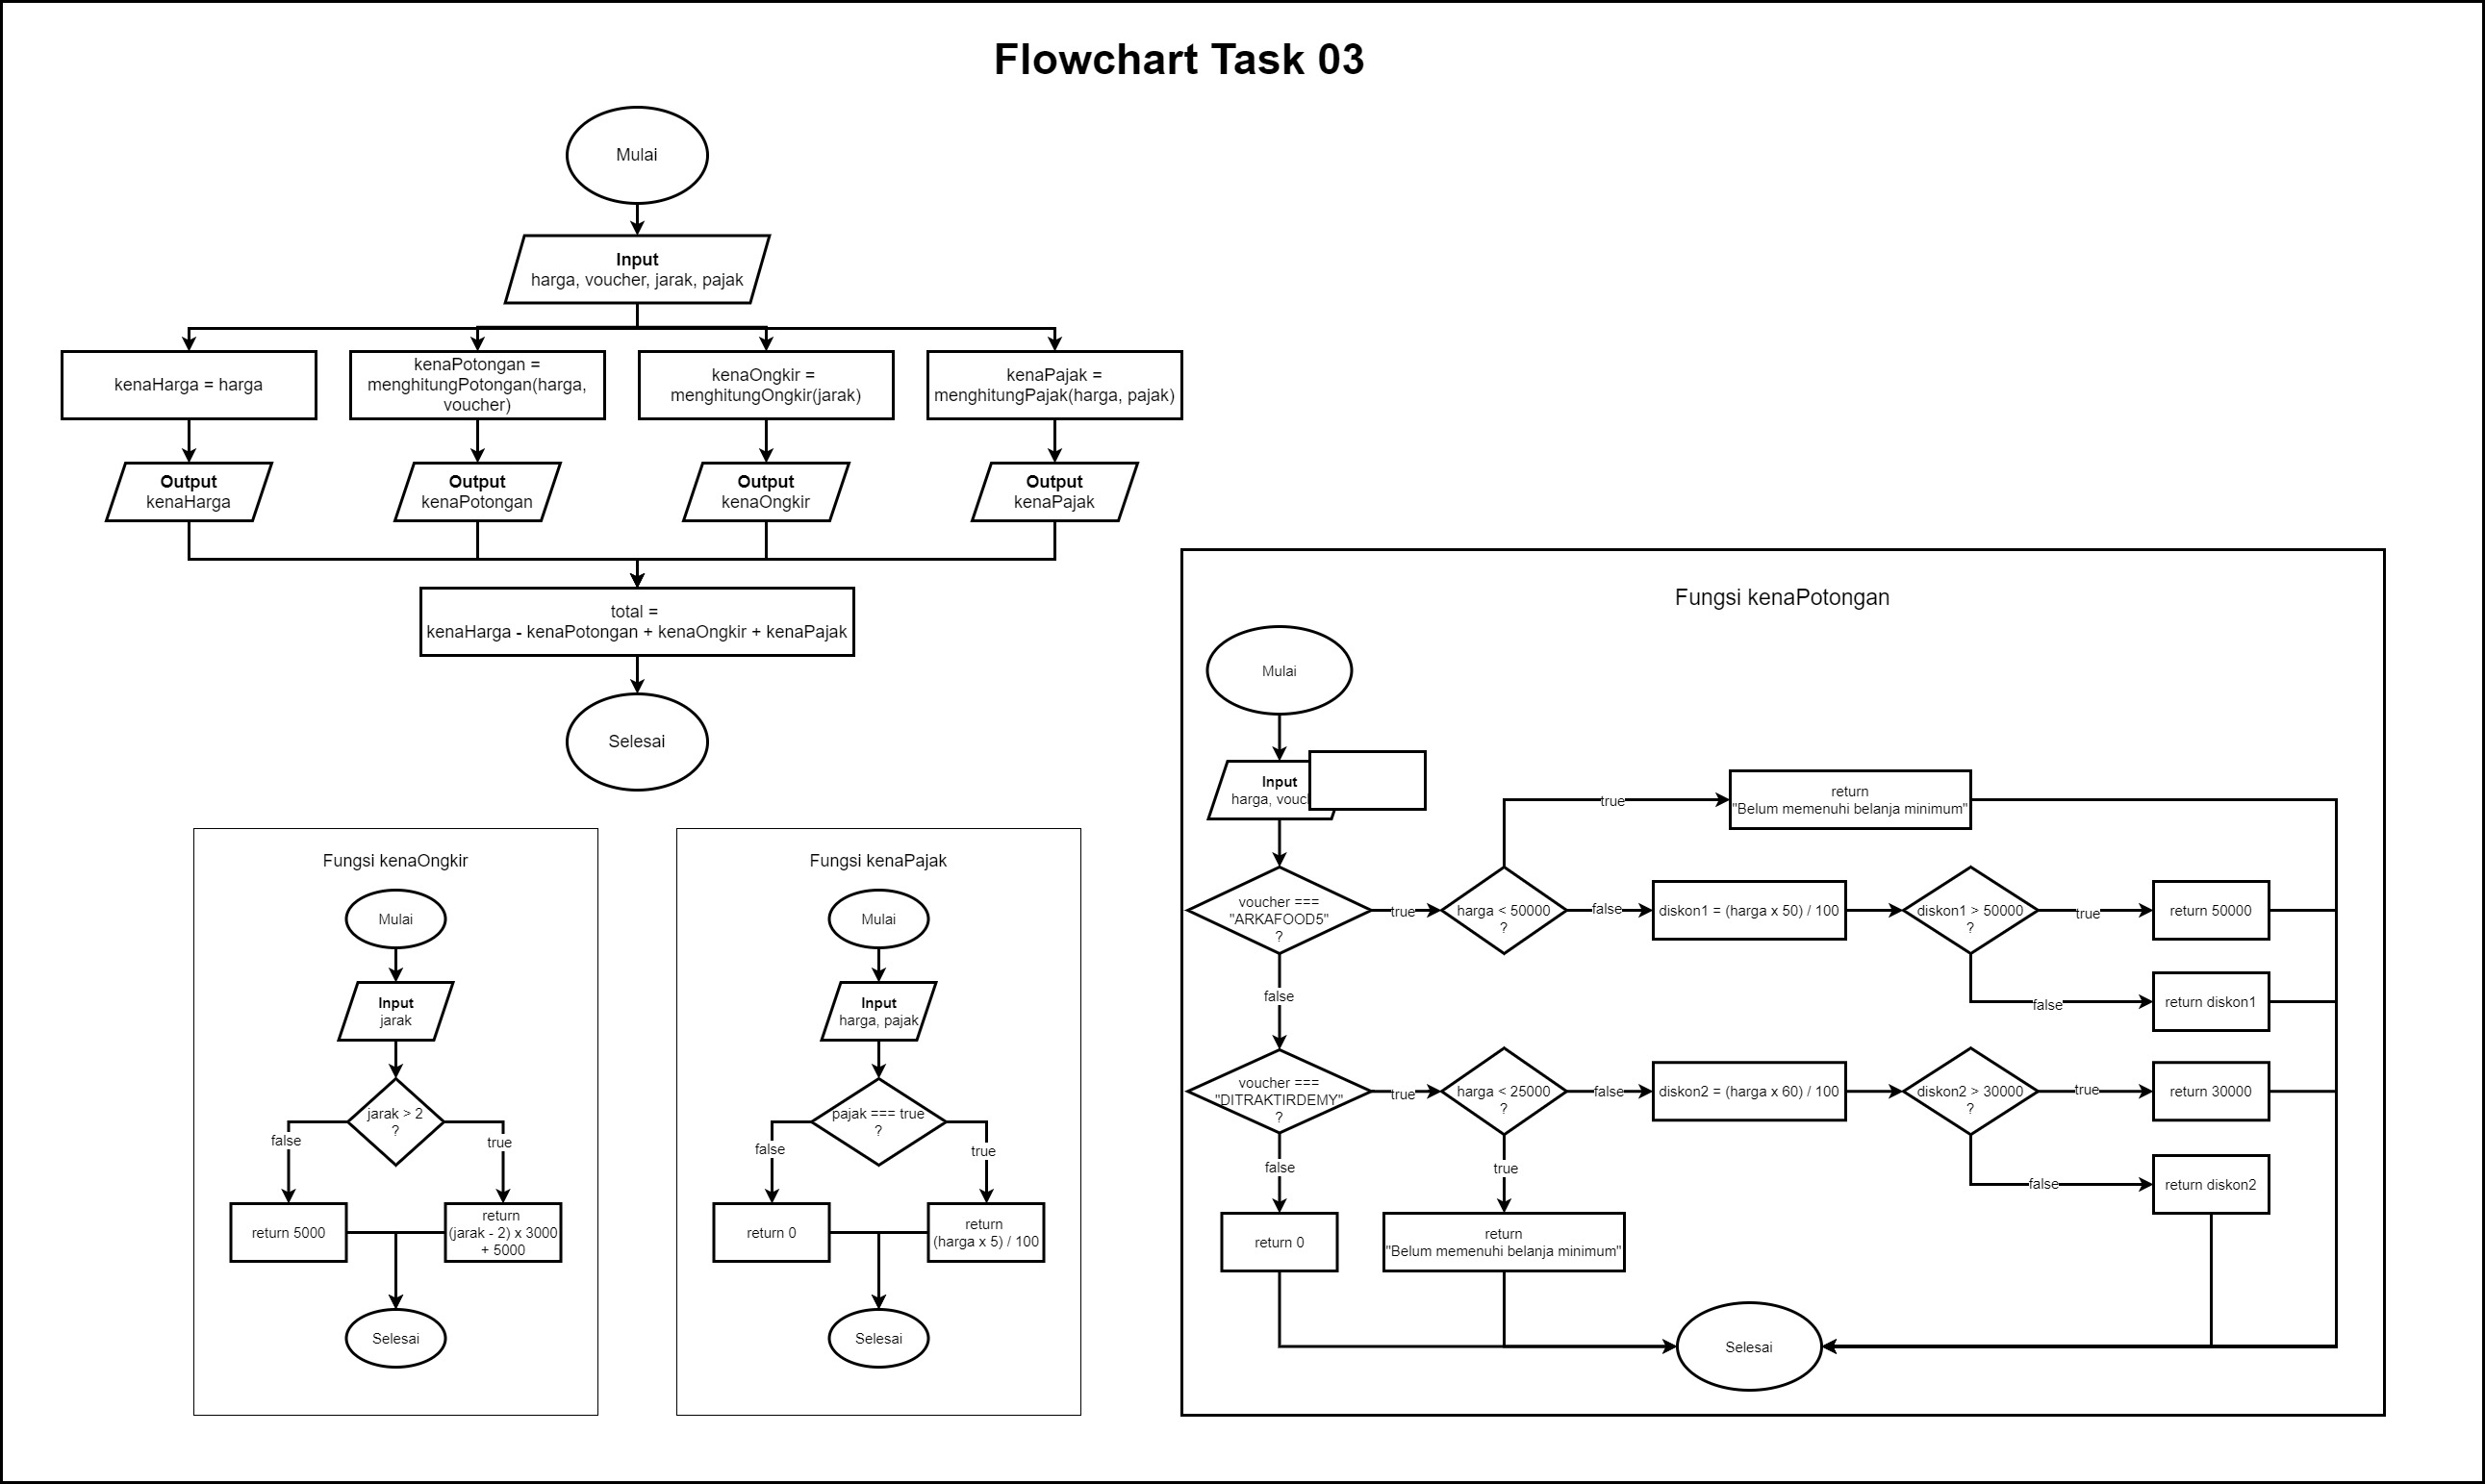 Flowchart Task 03
Mulai
Input
harga, voucher, jarak, pajak
kenaHarga = harga
kenaPotongan =
menghitungPotongan(harga,
voucher)
kenaOngkir =
menghitungOngkir(jarak)
kenaPajak =
menghitungPajak(harga, pajak)
Output
kenaHarga
Output
kenaPotongan
Output
kenaOngkir
Output
kenaPajak
total =
kenaHarga - kenaPotongan + kenaOngkir + kenaPajak
Selesai
Fungsi kenaOngkir
Mulai
Input
jarak
jarak > 2
?
false
true
return 5000
return
(jarak - 2) x 3000
+ 5000
Selesai
Fungsi kenaPajak
Mulai
Input
harga, pajak
pajak === true
?
false
true
return 0
return
(harga x 5) / 100
Selesai
Fungsi kenaPotongan
Mulai
Input
harga,
true
return
"Belum memenuhi belanja minimum"
voucher ===
"ARKAFOOD5"
?
true
harga < 50000
?
false
diskon1 = (harga x 50) / 100
diskon1 > 50000
?
true
return 50000
false
false
return diskon1
voucher ===
"DITRAKTIRDEMY"
?
true
harga < 25000
?
false
diskon2 = (harga x 60) / 100
diskon2 > 30000
?
true
return 30000
false
true
false
return diskon2
return 0
return
"Belum memenuhi belanja minimum"
Selesai